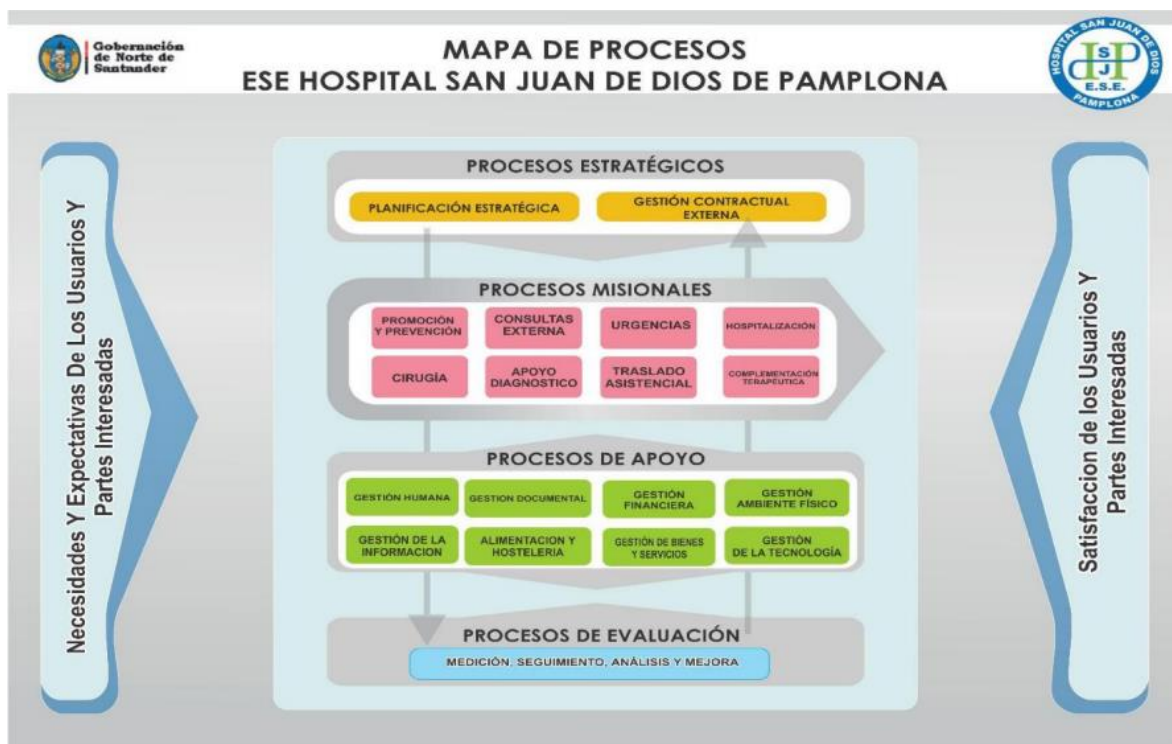 Gobernación
de Norte de
Santander
MAPA DE PROCESOS
ESE HOSPITAL SAN JUAN DE DIOS DE PAMPLONA
HOSPITAL SAN JUAN DE DIOS
S
J
E.S.E.
PAMPLONA
Necesidades Y Expectativas De Los Usuarios Y
Partes Interesadas
PROCESOS ESTRATÉGICOS
PLANIFICACIÓN ESTRATÉGICA
GESTIÓN CONTRACTUAL
EXTERNA
PROCESOS MISIONALES
PROMOCIÓN
Y PREVENCIÓN
CONSULTAS
EXTERNA
URGENCIAS
HOSPITALIZACIÓN
CIRUGÍA
APOYO
DIAGNOSTICO
TRASLADO
ASISTENCIAL
COMPLEMENTACIÓN
TERAPEUTICA
PROCESOS DE APOYO
GESTIÓN HUMANA
GESTION DOCUMENTAL
GESTIÓN
FINANCIERA
GESTIÓN
AMBIENTE FÍSICO
GESTIÓN DE LA
INFORMACION
ALIMENTACION Y
HOSTELERIA
GESTIÓN DE BIENES
Y SERVICIOS
GESTIÓN
DE LA TECNOLOGÍA
PROCESOS DE EVALUACIÓN
MEDICIÓN, SEGUIMIENTO, ANÁLISIS Y MEJORA
Satisfaccion de los Usuarios Y
Partes Interesadas